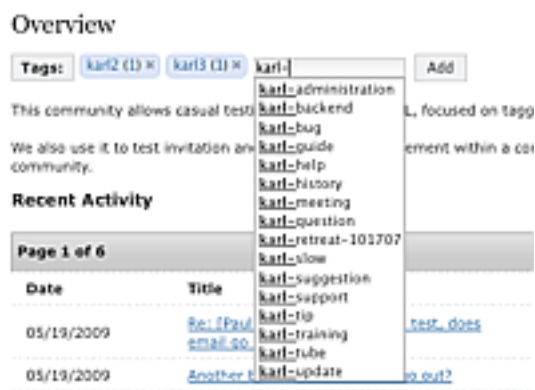 Overview
Tags: karl2 (1) × karl3 (1) × karl- Add
karl-administration
This community allows casual testi L, focused on tagg
karl-backend
karl-bug
We also use it to test invitation an ement within a co
karl-guide
community.
karl-help
karl-history
Recent Activity
karl-meeting
karl-question
karl-retreat-101707
Page 1 of 6
karl-slow
karl-suggestion
Date Title
karl-support
karl-tip
05/19/2009 Re: [Paul test, does
karl-training
email go
karl-tube
karl-update
05/19/2009 Another go out?